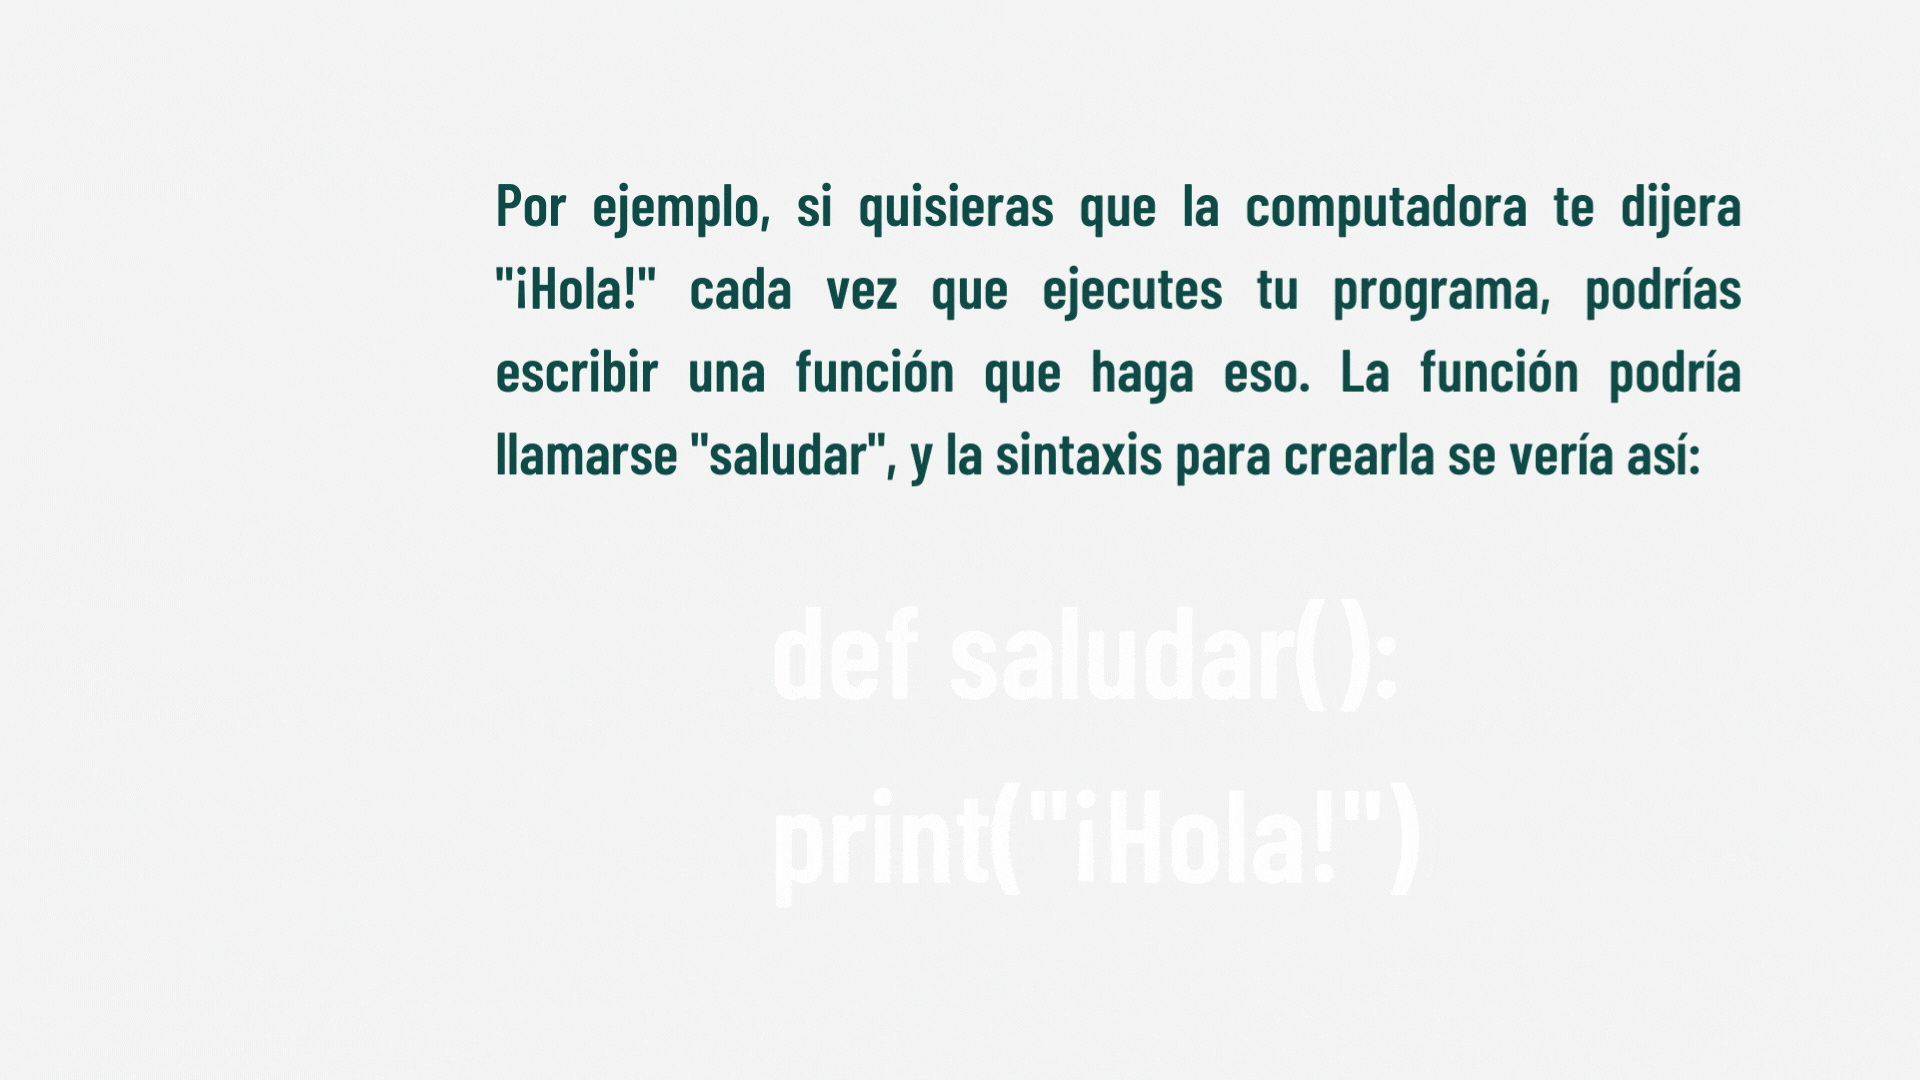 Por ejemplo, si quisieras que la computadora te dijera
"¡Hola!" cada vez que ejecutes tu programa, podrías
escribir una función que haga eso. La función podría
llamarse "saludar", y la sintaxis para crearla se vería así:
def saludar():
print("¡Hola!")